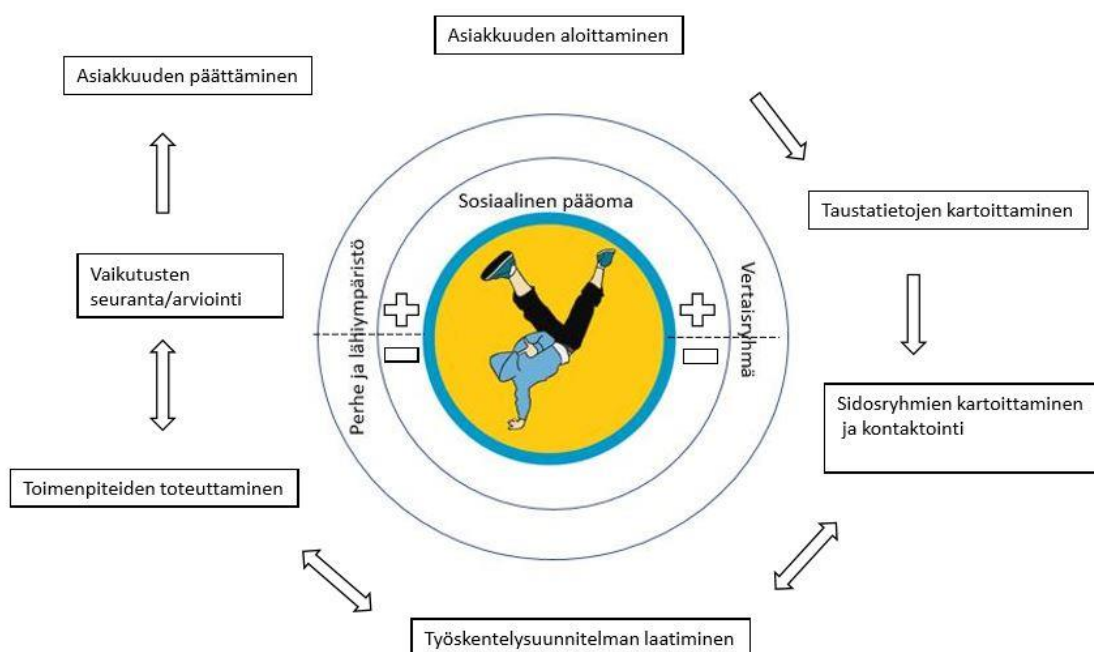 Asiakkuuden aloittaminen
Asiakkuuden päättäminen
Taustatietojen kartoittaminen
Sosiaalinen pääoma
Perhe ja lähiympäristö
Vertaisryhmä
Vaikutusten
seuranta/arviointi
Sidosryhmien kartoittaminen
ja kontaktointi
Toimenpiteiden toteuttaminen
Työskentelysuunnitelman laatiminen